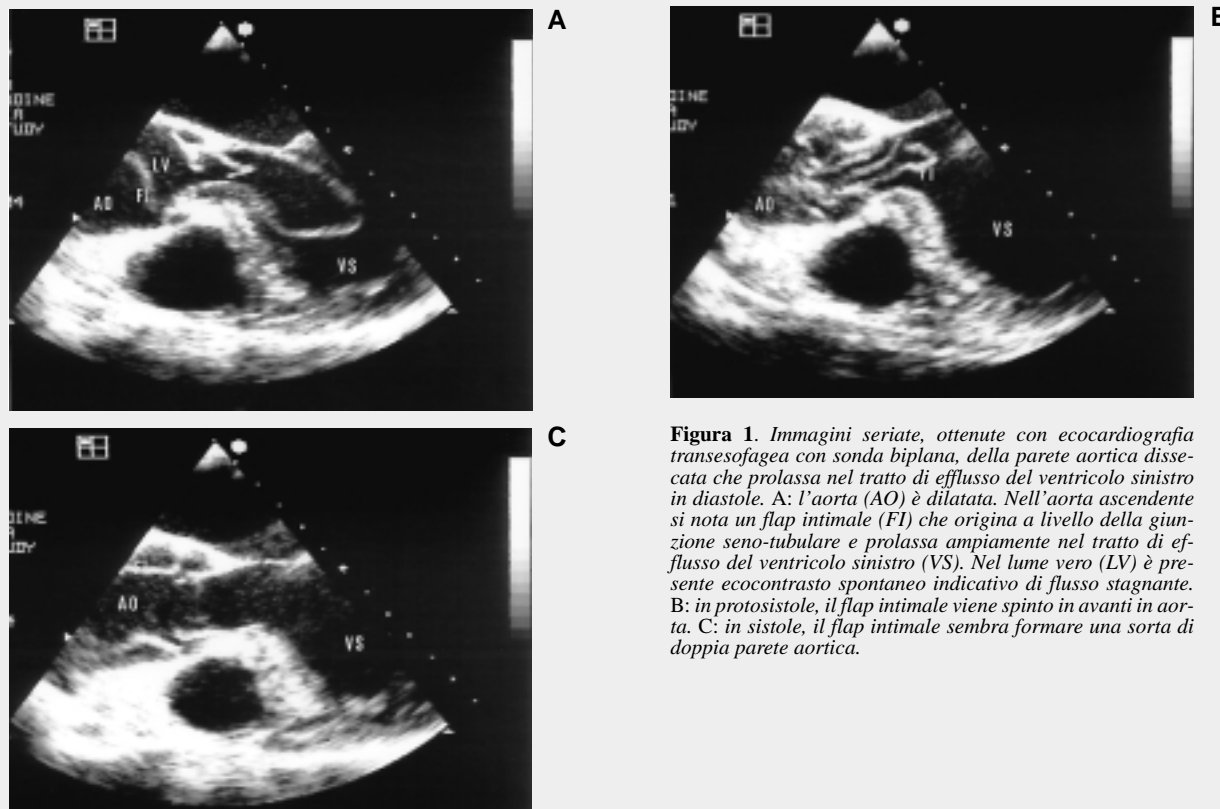 A
LV
FI
AO
VS
B
FI
AO
VS
C
AO
VS
Figura 1. Immagini seriate, ottenute con ecocardiografia
transesofagea con sonda biplana, della parete aortica disse-
cata che prolassa nel tratto di efflusso del ventricolo sinistro
in diastole. A: l'aorta (AO) è dilatata. Nell'aorta ascendente
si nota un flap intimale (FI) che origina a livello della giun-
zione seno-tubulare e prolassa ampiamente nel tratto di ef-
flusso del ventricolo sinistro (VS). Nel lume vero (LV) è pre-
sente ecocontrasto spontaneo indicativo di flusso stagnante.
B: in protosistole, il flap intimale viene spinto in avanti in aor-
ta. C: in sistole, il flap intimale sembra formare una sorta di
doppia parete aortica.